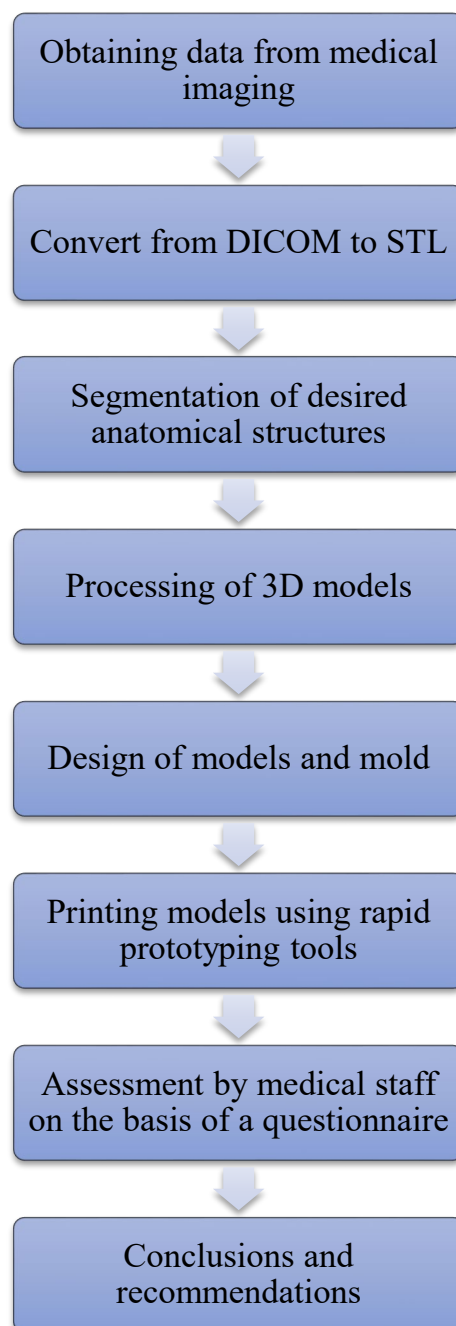 Obtaining data from medical
imaging
Convert from DICOM to STL
Segmentation of desired
anatomical structures
Processing of 3D models
Design of models and mold
Printing models using rapid
prototyping tools
Assessment by medical staff
on the basis of a questionnaire
Conclusions and
recommendations